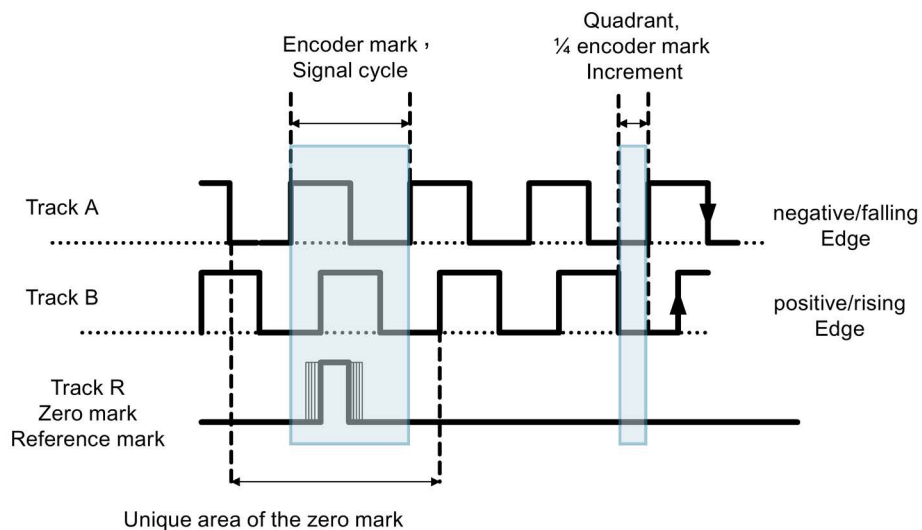 Encoder mark，
Signal cycle
Quadrant,
¼ encoder mark
Increment
Track A
negative/falling
Edge
Track B
positive/rising
Edge
Track R
Zero mark
Reference mark
Unique area of the zero mark